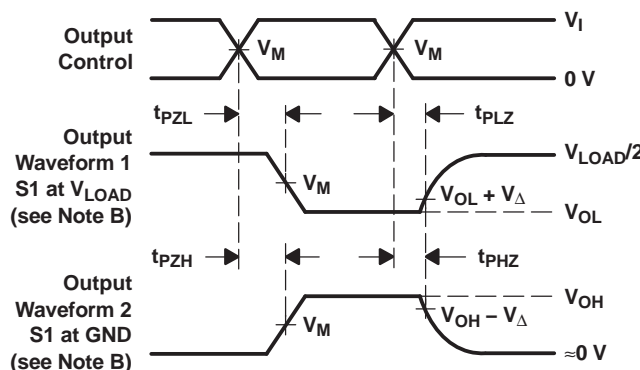 Output
Control
V_M
V_M
V_I
0 V
t_PZL
t_PLZ
Output
Waveform 1
S1 at V_LOAD
(see Note B)
V_M
V_OL + V_Δ
V_LOAD/2
V_OL
t_PZH
t_PHZ
Output
Waveform 2
S1 at GND
(see Note B)
V_M
V_OH − V_Δ
V_OH
≈0 V